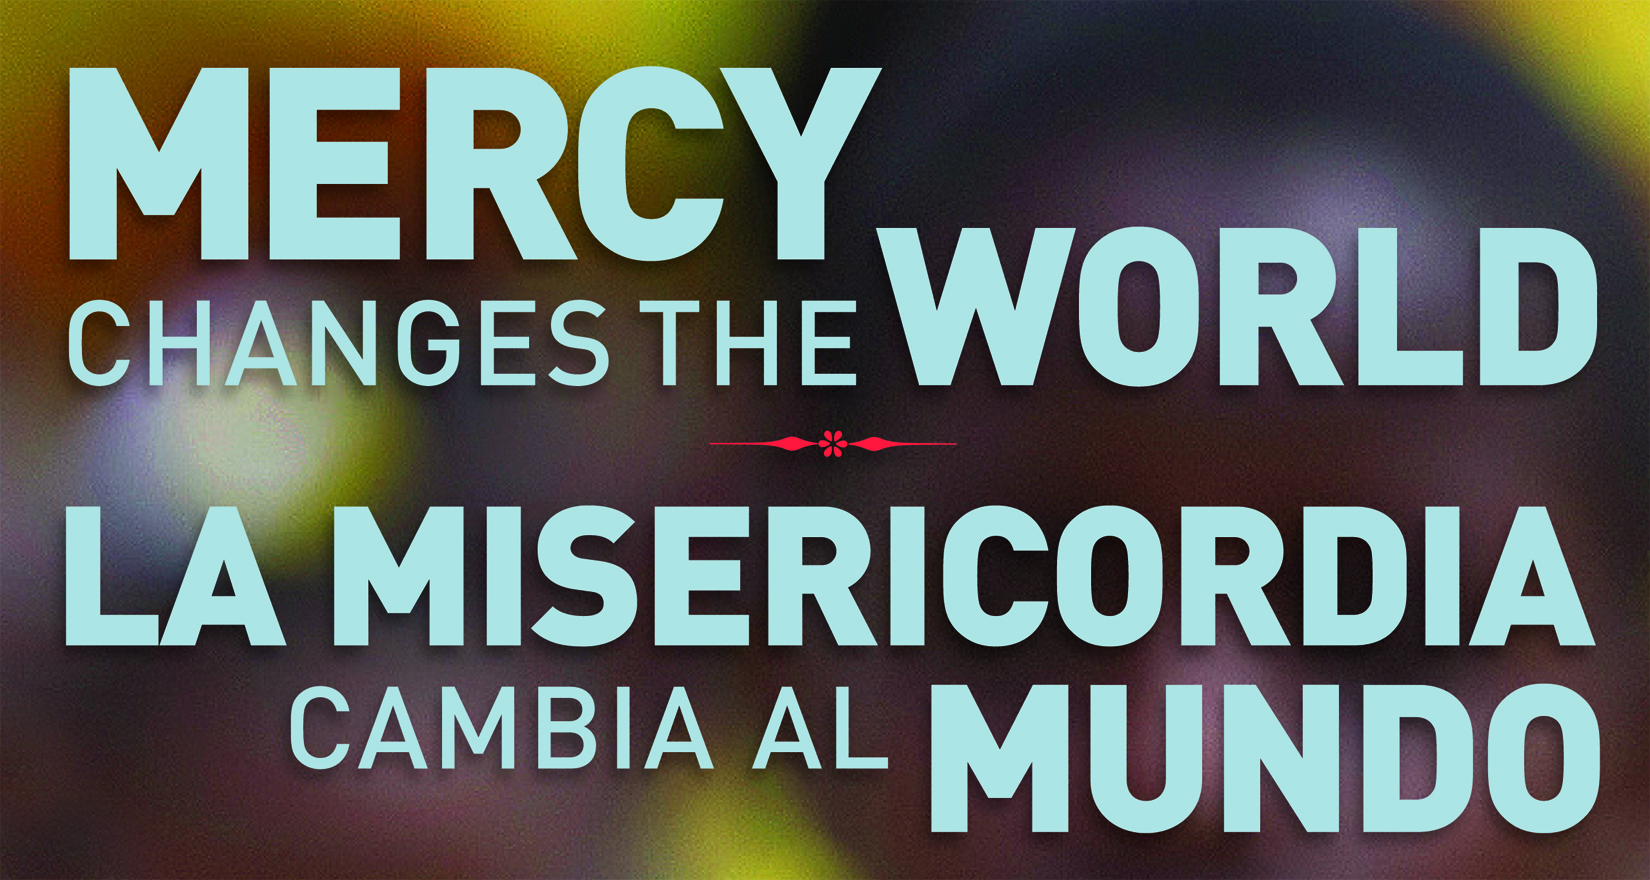 MERCY
CHANGES THE WORLD
LA MISERICORDIA
CAMBIA AL MUNDO